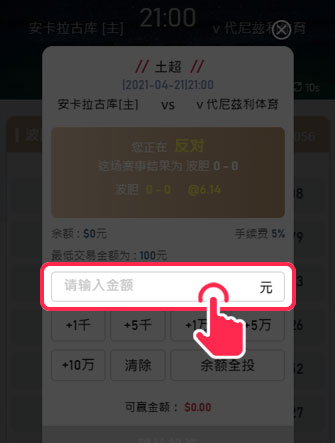 21:00
安卡拉古库 [主]
v 代尼兹利体育
// 土超 //
[2021-04-21]21:00
安卡拉古库[主] VS v 代尼兹利体育
10s
波
056
您正在 反对
这场赛事结果为 波胆 0 - 0
波胆 0 - 0 @6.14
余额 : $0元 手续费 5%
最低交易金额为 : 100元
请输入金额 元
+1千 +5千 +1万 +5万
+10万 清除 余额全投
可赢金额 : $0.00